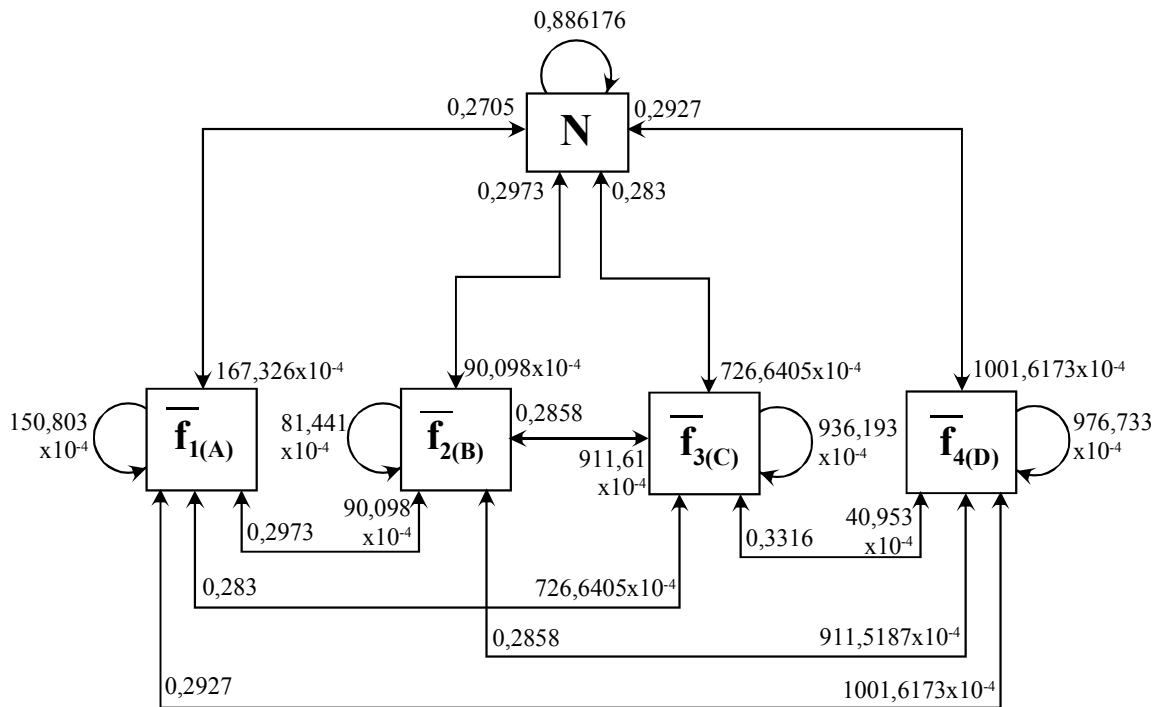 0,886176
0,2705
0,2927
N
0,2973
0,283
167,326x10-4
90,098x10-4
726,6405x10-4
1001,6173x10-4
150,803
x10-4
f1(A)
81,441
x10-4
f2(B)
0,2858
911,61
x10-4
f3(C)
936,193
x10-4
f4(D)
976,733
x10-4
0,2973
90,098
x10-4
0,3316
40,953
x10-4
0,283
726,6405x10-4
0,2858
911,5187x10-4
0,2927
1001,6173x10-4